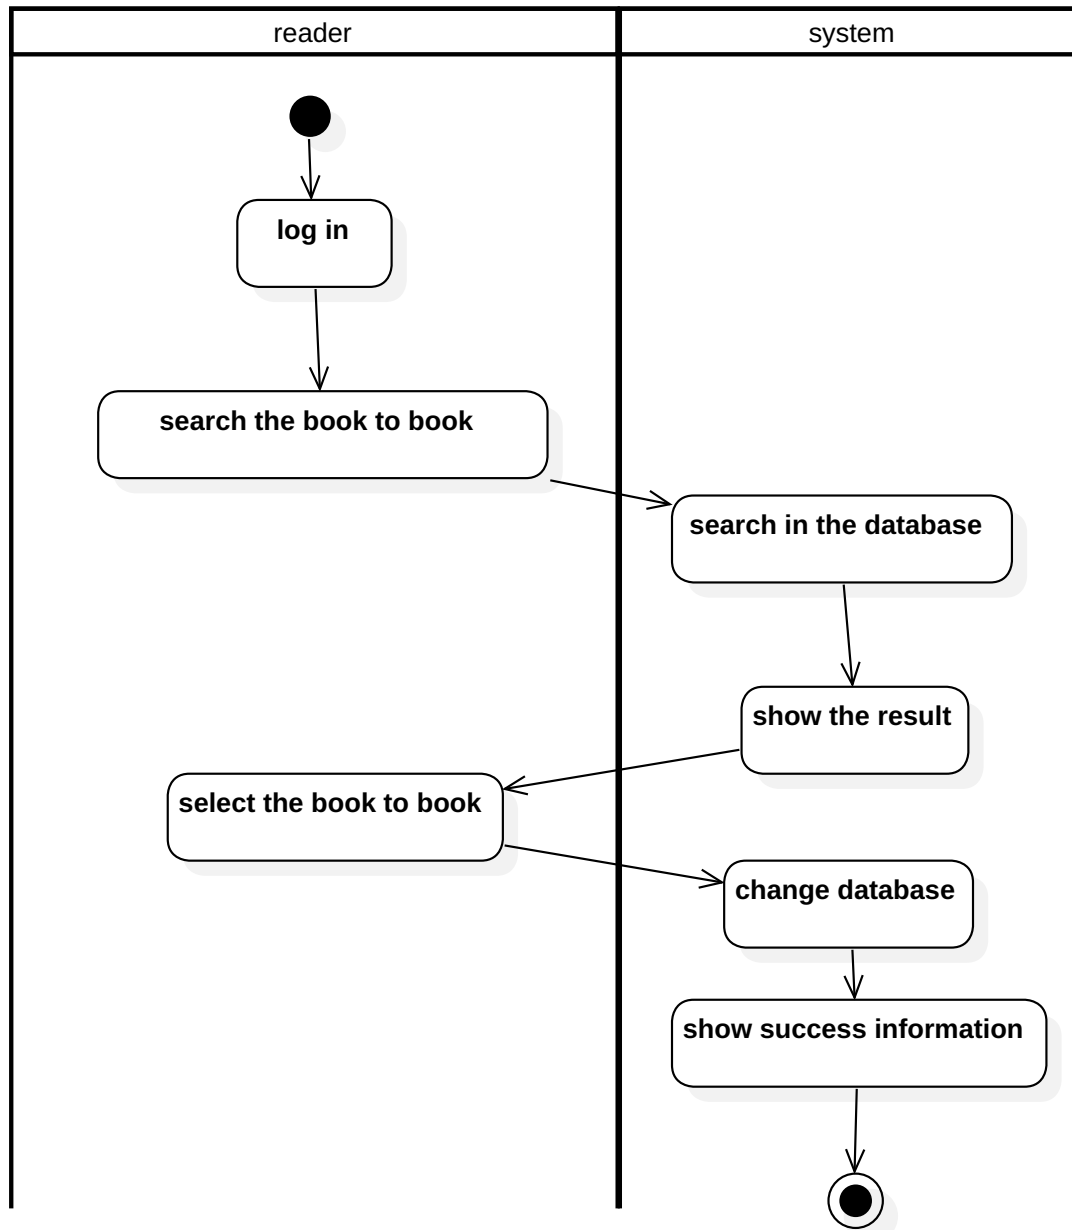 reader
system
log in
search the book to book
search in the database
show the result
select the book to book
change database
show success information